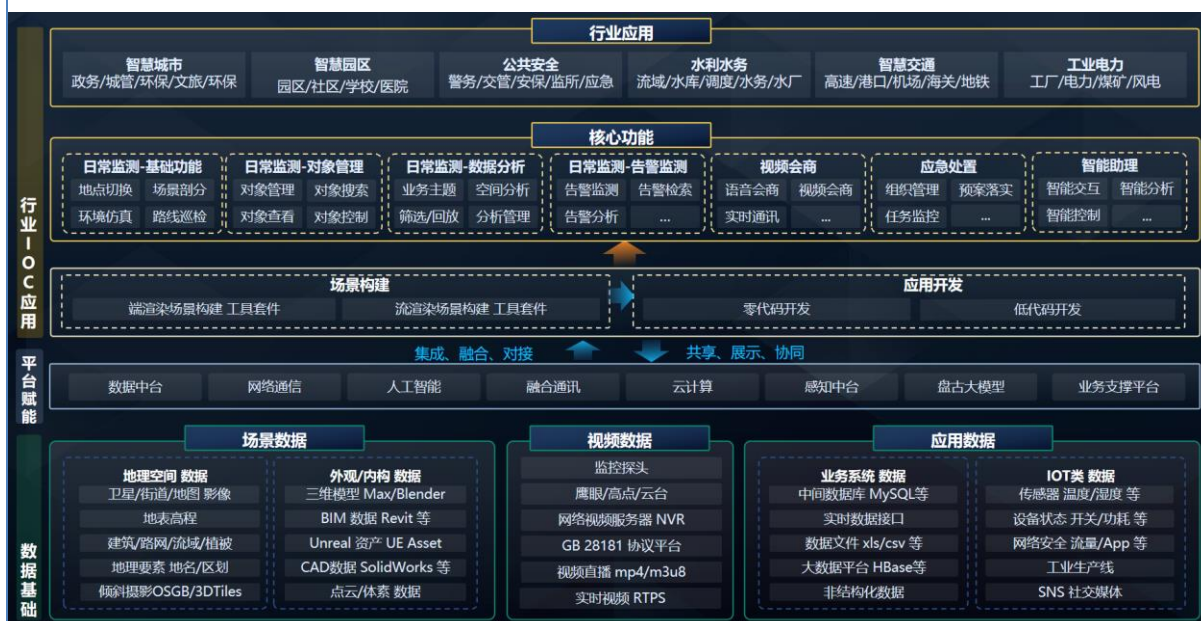 行业IOC应用
行业应用
智慧城市
政务/城管/环保/文旅/环保
智慧园区
园区/社区/学校/医院
公共安全
警务/交管/安保/监所/应急
水利水务
流域/水库/调度/水务/水厂
智慧交通
高速/港口/机场/海关/地铁
工业电力
工厂/电力/煤矿/风电
核心功能
日常监测-基础功能
地点切换 场景剖分
环境仿真 路线巡检
日常监测-对象管理
对象管理 对象搜索
对象查看 对象控制
日常监测-数据分析
业务主题 空间分析
筛选/回放 分析管理
日常监测-告警监测
告警监测 告警检索
告警分析 ...
视频会商
语音会商 视频会商
实时通讯 ...
应急处置
组织管理 预案落实
任务监控 ...
智能助理
智能交互 智能分析
智能控制 ...
场景构建
端渲染场景构建 工具套件
流渲染场景构建 工具套件
应用开发
零代码开发
低代码开发
集成、融合、对接
共享、展示、协同
平台赋能
数据中台
网络通信
人工智能
融合通讯
云计算
感知中台
盘古大模型
业务支撑平台
数据基础
场景数据
地理空间 数据
卫星/街道/地图 影像
地表高程
建筑/路网/流域/植被
地理要素 地名/区划
倾斜摄影OSGB/3DTiles
外观/内构 数据
三维模型 Max/Blender
BIM 数据 Revit 等
Unreal 资产 UE Asset
CAD数据 SolidWorks 等
点云/体素 数据
视频数据
监控探头
鹰眼/高点/云台
网络视频服务器 NVR
GB 28181 协议平台
视频直播 mp4/m3u8
实时视频 RTPS
应用数据
业务系统 数据
中间数据库 MySQL等
实时数据接口
数据文件 xls/csv 等
大数据平台 HBase等
非结构化数据
IOT类 数据
传感器 温度/湿度 等
设备状态 开关/功耗 等
网络安全 流量/App 等
工业生产线
SNS 社交媒体